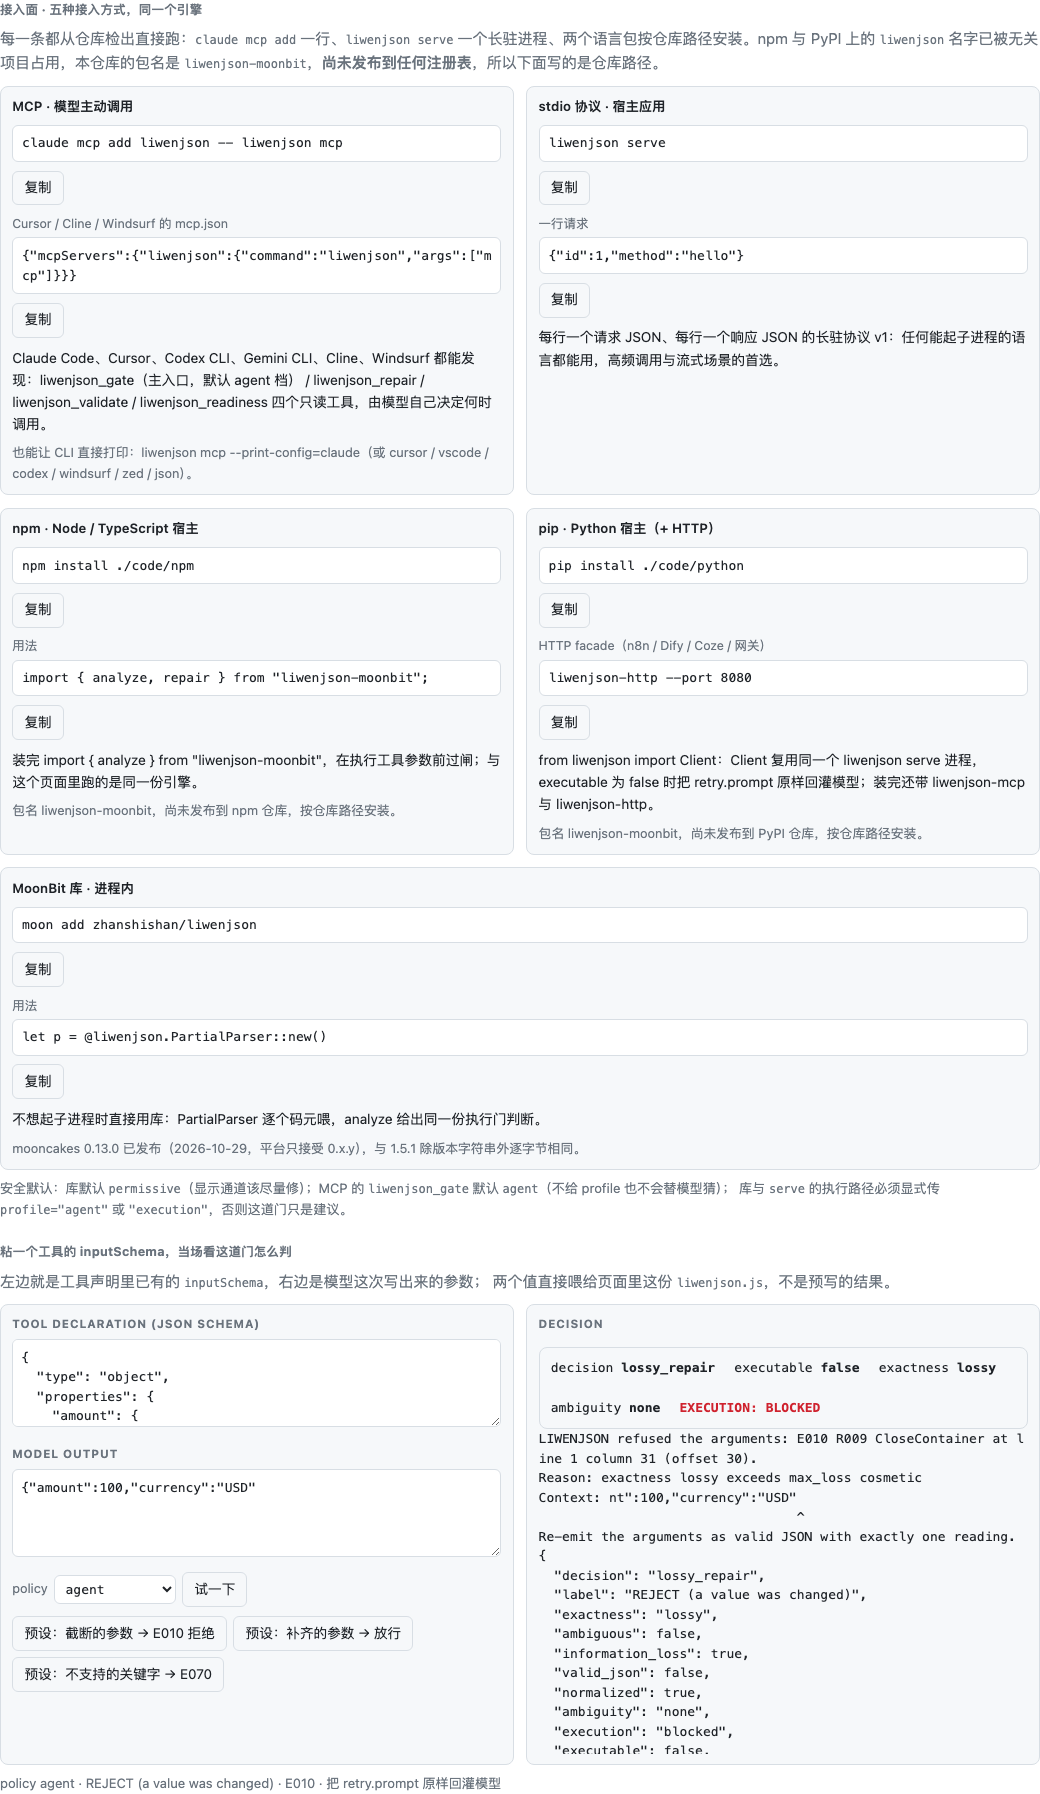 接入面 · 五种接入方式，同一个引擎
每一条都从仓库检出直接跑：claude mcp add 一行、liwenjson serve 一个长驻进程、两个语言包按仓库路径安装。npm 与 PyPI 上的 liwenjson 名字已被无关
项目占用，本仓库的包名是 liwenjson-moonbit，尚未发布到任何注册表，所以下面写的是仓库路径。
MCP · 模型主动调用
claude mcp add liwenjson -- liwenjson mcp
复制
Cursor / Cline / Windsurf 的 mcp.json
{"mcpServers":{"liwenjson":{"command":"liwenjson","args":["m
cp"]}}}
复制
Claude Code、Cursor、Codex CLI、Gemini CLI、Cline、Windsurf 都能发
现：liwenjson_gate（主入口，默认 agent 档） / liwenjson_repair /
liwenjson_validate / liwenjson_readiness 四个只读工具，由模型自己决定何时
调用。
也能让 CLI 直接打印：liwenjson mcp --print-config=claude（或 cursor / vscode /
codex / windsurf / zed / json）。
stdio 协议 · 宿主应用
liwenjson serve
复制
一行请求
{"id":1,"method":"hello"}
复制
每行一个请求 JSON、每行一个响应 JSON 的长驻协议 v1：任何能起子进程的语
言都能用，高频调用与流式场景的首选。
npm · Node / TypeScript 宿主
npm install ./code/npm
复制
用法
import { analyze, repair } from "liwenjson-moonbit";
复制
装完 import { analyze } from "liwenjson-moonbit"，在执行工具参数前过闸；与
这个页面里跑的是同一份引擎。
包名 liwenjson-moonbit，尚未发布到 npm 仓库，按仓库路径安装。
pip · Python 宿主（+ HTTP）
pip install ./code/python
复制
HTTP facade（n8n / Dify / Coze / 网关）
liwenjson-http --port 8080
复制
from liwenjson import Client：Client 复用同一个 liwenjson serve 进程，
executable 为 false 时把 retry.prompt 原样回灌模型；装完还带 liwenjson-mcp
与 liwenjson-http。
包名 liwenjson-moonbit，尚未发布到 PyPI 仓库，按仓库路径安装。
MoonBit 库 · 进程内
moon add zhanshishan/liwenjson
复制
用法
let p = @liwenjson.PartialParser::new()
复制
不想起子进程时直接用库：PartialParser 逐个码元喂，analyze 给出同一份执行门判断。
mooncakes 0.13.0 已发布（2026-10-29，平台只接受 0.x.y），与 1.5.1 除版本字符串外逐字节相同。
安全默认：库默认 permissive（显示通道该尽量修）；MCP 的 liwenjson_gate 默认 agent（不给 profile 也不会替模型猜）； 库与 serve 的执行路径必须显式传
profile="agent" 或 "execution"，否则这道门只是建议。
粘一个工具的 inputSchema，当场看这道门怎么判
左边就是工具声明里已有的 inputSchema，右边是模型这次写出来的参数； 两个值直接喂给页面里这份 liwenjson.js，不是预写的结果。
TOOL DECLARATION (JSON SCHEMA)
{
"type": "object",
"properties": {
"amount": {
MODEL OUTPUT
{"amount":100,"currency":"USD"
policy agent 试一下
预设：截断的参数 → E010 拒绝 预设：补齐的参数 → 放行
预设：不支持的关键字 → E070
DECISION
decision lossy_repair executable false exactness lossy
ambiguity none EXECUTION: BLOCKED
LIWENJSON refused the arguments: E010 R009 CloseContainer at l
ine 1 column 31 (offset 30).
Reason: exactness lossy exceeds max_loss cosmetic
Context: nt":100,"currency":"USD"
^
Re-emit the arguments as valid JSON with exactly one reading.
{
"decision": "lossy_repair",
"label": "REJECT (a value was changed)",
"exactness": "lossy",
"ambiguous": false,
"information_loss": true,
"valid_json": false,
"normalized": true,
"ambiguity": "none",
"execution": "blocked",
"executable": false,
policy agent · REJECT (a value was changed) · E010 · 把 retry.prompt 原样回灌模型